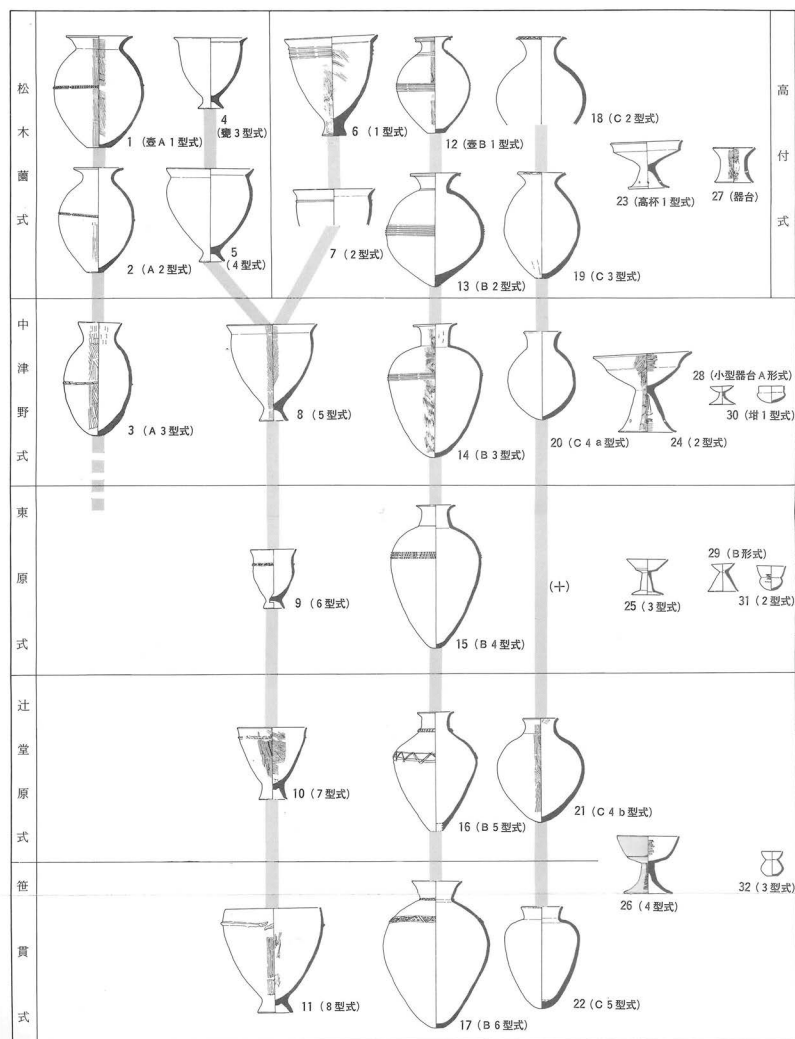 松木薗式
高付式
1 (壺A1型式)
4
(甕3型式)
6 (1型式)
12 (壺B1型式)
18 (C2型式)
23 (高杯1型式)
27 (器台)
2 (A2型式)
5
(4型式)
7 (2型式)
13 (B2型式)
19 (C3型式)
中津野式
3 (A3型式)
8 (5型式)
14 (B3型式)
20 (C4a型式)
24 (2型式)
28 (小型器台A形式)
30 (坩1型式)
東原式
9 (6型式)
15 (B4型式)
(+)
25 (3型式)
29 (B形式)
31 (2型式)
辻堂原式
10 (7型式)
16 (B5型式)
21 (C4b型式)
26 (4型式)
32 (3型式)
笹貫式
11 (8型式)
17 (B6型式)
22 (C5型式)